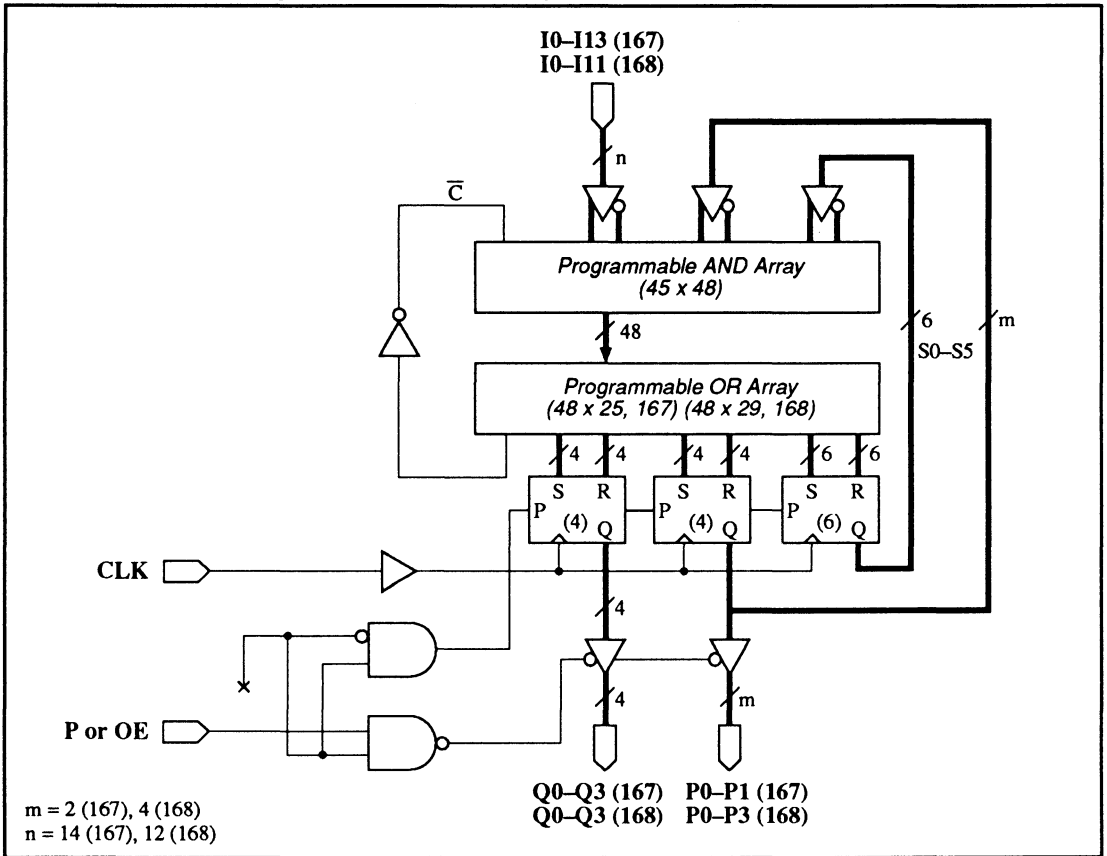 I0–I13 (167)
I0–I11 (168)
n
C̅
Programmable AND Array
(45 x 48)
48
6
m
S0–S5
Programmable OR Array
(48 x 25, 167) (48 x 29, 168)
4 4 4 4 6 6
S R S R S R
P (4) Q P (4) Q P (6) Q
CLK
4
P or OE
4 m
Q0–Q3 (167) P0–P1 (167)
Q0–Q3 (168) P0–P3 (168)
m = 2 (167), 4 (168)
n = 14 (167), 12 (168)